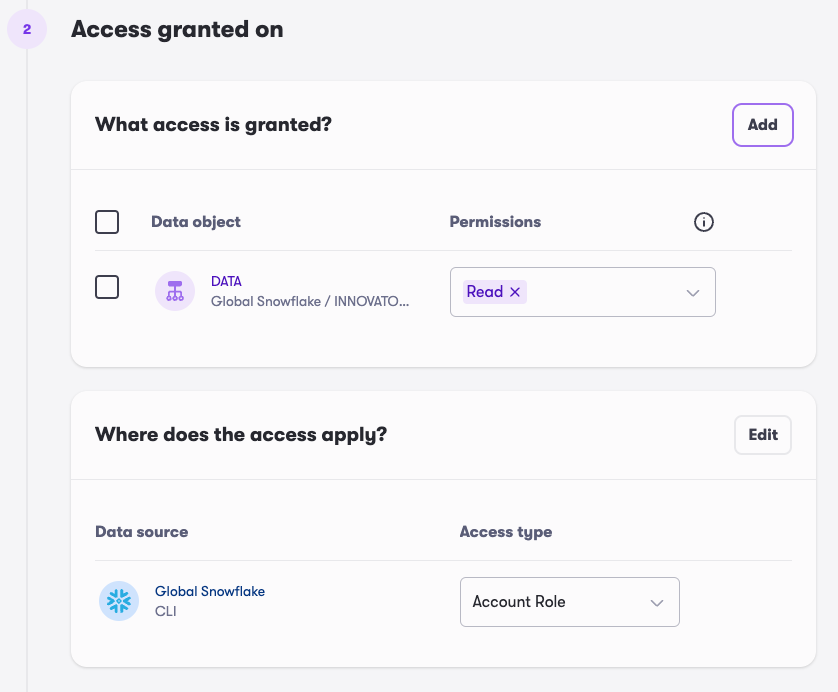 2
Access granted on
What access is granted?
Add
Data object
Permissions
DATA
Global Snowflake / INNOVATO...
Read
Where does the access apply?
Edit
Data source
Access type
Global Snowflake
CLI
Account Role